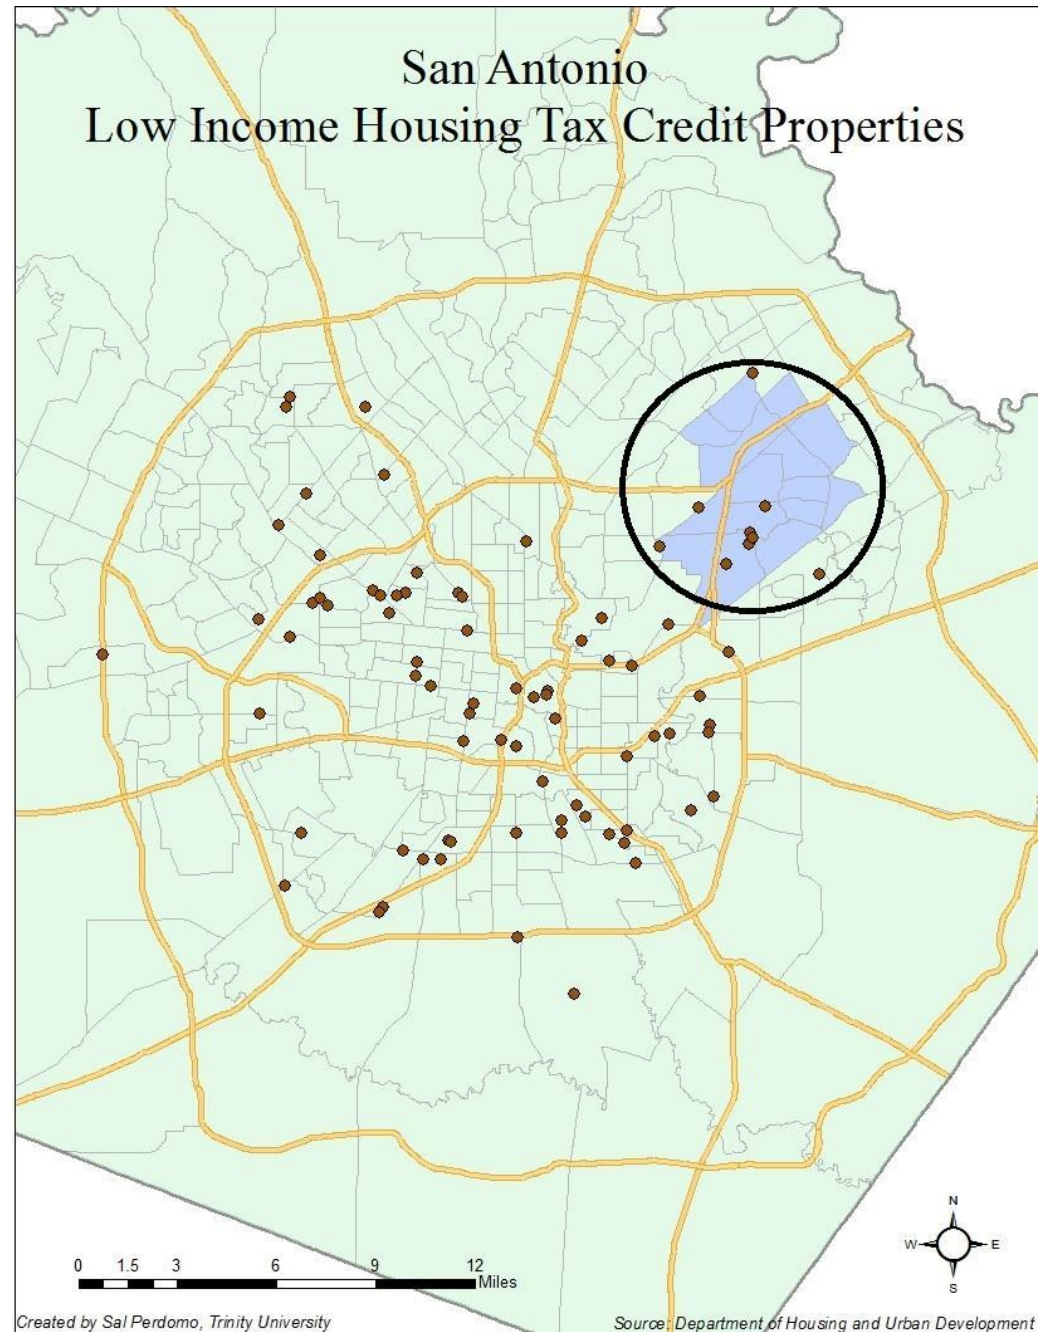 San Antonio
Low Income Housing Tax Credit Properties
N
W E
S
0 1.5 3 6 9 12
Miles
Created by Sal Perdomo, Trinity University
Source: Department of Housing and Urban Development